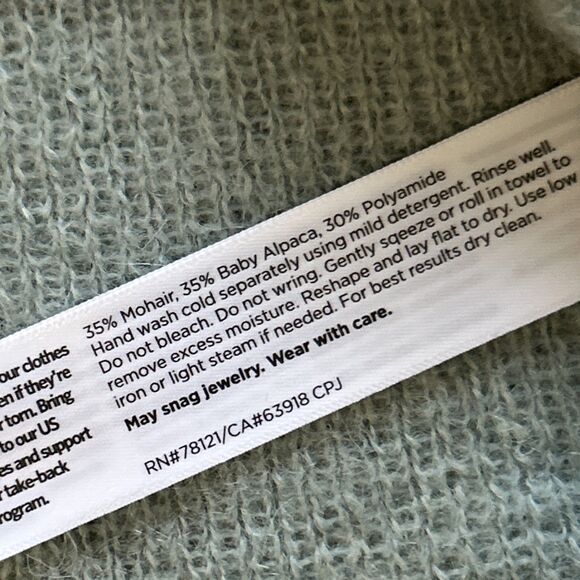 our clothes
en if they're
r torn. Bring
to our US
es and support
r take-back
rogram.
35% Mohair, 35% Baby Alpaca, 30% Polyamide
Hand wash cold separately using mild detergent. Rinse well.
Do not bleach. Do not wring. Gently sqeeze or roll in towel to
remove excess moisture. Reshape and lay flat to dry. Use low
iron or light steam if needed. For best results dry clean.
May snag jewelry. Wear with care.
RN#78121/CA#63918 CPJ